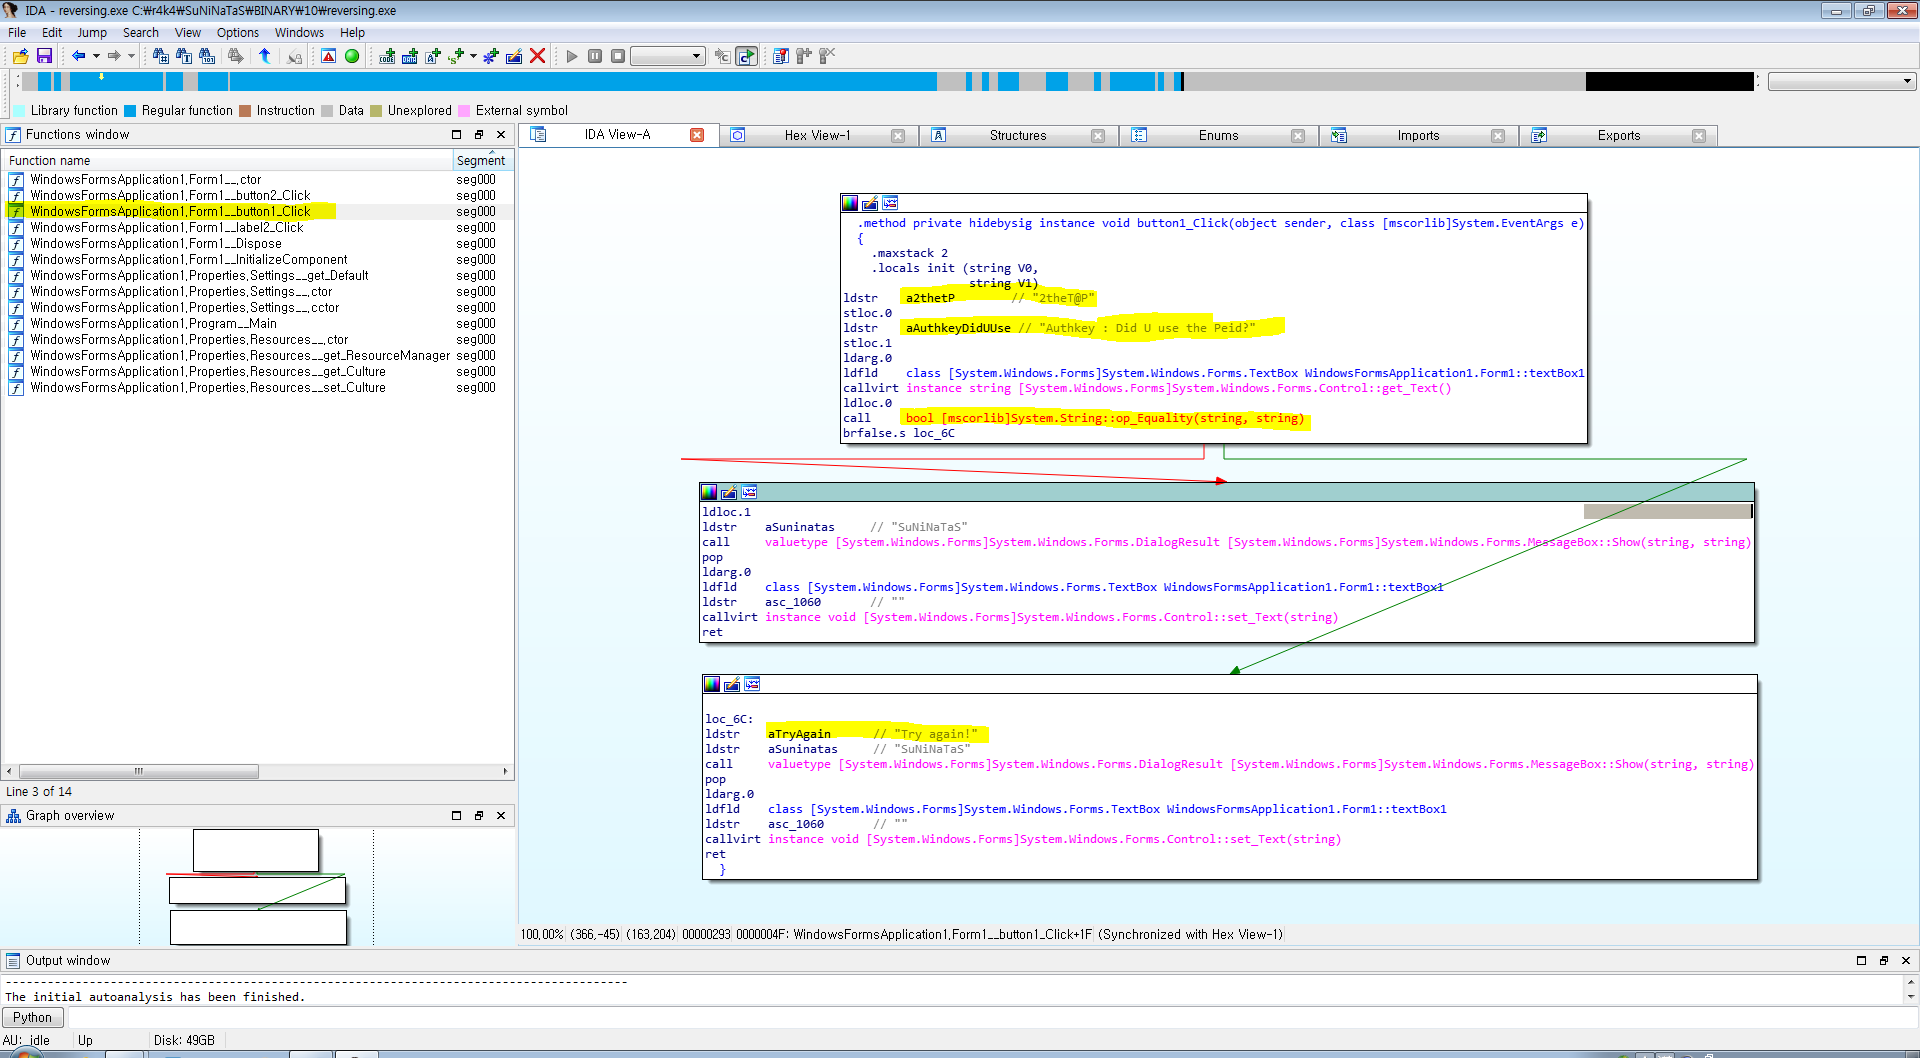 IDA - reversing.exe C:₩r4k4₩SuNiNaTaS₩BINARY₩10₩reversing.exe
File Edit Jump Search View Options Windows Help
Library function Regular function Instruction Data Unexplored External symbol
Functions window
Function name Segment
WindowsFormsApplication1.Form1__.ctor seg000
WindowsFormsApplication1.Form1__button2_Click seg000
WindowsFormsApplication1.Form1__button1_Click seg000
WindowsFormsApplication1.Form1__label2_Click seg000
WindowsFormsApplication1.Form1__Dispose seg000
WindowsFormsApplication1.Form1__InitializeComponent seg000
WindowsFormsApplication1.Properties.Settings__get_Default seg000
WindowsFormsApplication1.Properties.Settings__.ctor seg000
WindowsFormsApplication1.Properties.Settings__.cctor seg000
WindowsFormsApplication1.Program__Main seg000
WindowsFormsApplication1.Properties.Resources__.ctor seg000
WindowsFormsApplication1.Properties.Resources__get_ResourceManager seg000
WindowsFormsApplication1.Properties.Resources__get_Culture seg000
WindowsFormsApplication1.Properties.Resources__set_Culture seg000
Line 3 of 14
Graph overview
IDA View-A Hex View-1 Structures Enums Imports Exports
.method private hidebysig instance void button1_Click(object sender, class [mscorlib]System.EventArgs e)
{
.maxstack 2
.locals init (string V0,
string V1)
ldstr a2thetP // "2theT@P"
stloc.0
ldstr aAuthkeyDidUUse // "Authkey : Did U use the Peid?"
stloc.1
ldarg.0
ldfld class [System.Windows.Forms]System.Windows.Forms.TextBox WindowsFormsApplication1.Form1::textBox1
callvirt instance string [System.Windows.Forms]System.Windows.Forms.Control::get_Text()
ldloc.0
call bool [mscorlib]System.String::op_Equality(string, string)
brfalse.s loc_6C
ldloc.1
ldstr aSuninatas // "SuNiNaTaS"
call valuetype [System.Windows.Forms]System.Windows.Forms.DialogResult [System.Windows.Forms]System.Windows.Forms.MessageBox::Show(string, string)
pop
ldarg.0
ldfld class [System.Windows.Forms]System.Windows.Forms.TextBox WindowsFormsApplication1.Form1::textBox1
ldstr asc_1060 // ""
callvirt instance void [System.Windows.Forms]System.Windows.Forms.Control::set_Text(string)
ret
loc_6C:
ldstr aTryAgain // "Try again!"
ldstr aSuninatas // "SuNiNaTaS"
call valuetype [System.Windows.Forms]System.Windows.Forms.DialogResult [System.Windows.Forms]System.Windows.Forms.MessageBox::Show(string, string)
pop
ldarg.0
ldfld class [System.Windows.Forms]System.Windows.Forms.TextBox WindowsFormsApplication1.Form1::textBox1
ldstr asc_1060 // ""
callvirt instance void [System.Windows.Forms]System.Windows.Forms.Control::set_Text(string)
ret
}
100.00% (366,-45) (163,204) 00000293 0000004F: WindowsFormsApplication1.Form1__button1_Click+1F (Synchronized with Hex View-1)
Output window
The initial autoanalysis has been finished.
Python
AU: idle Up Disk: 49GB